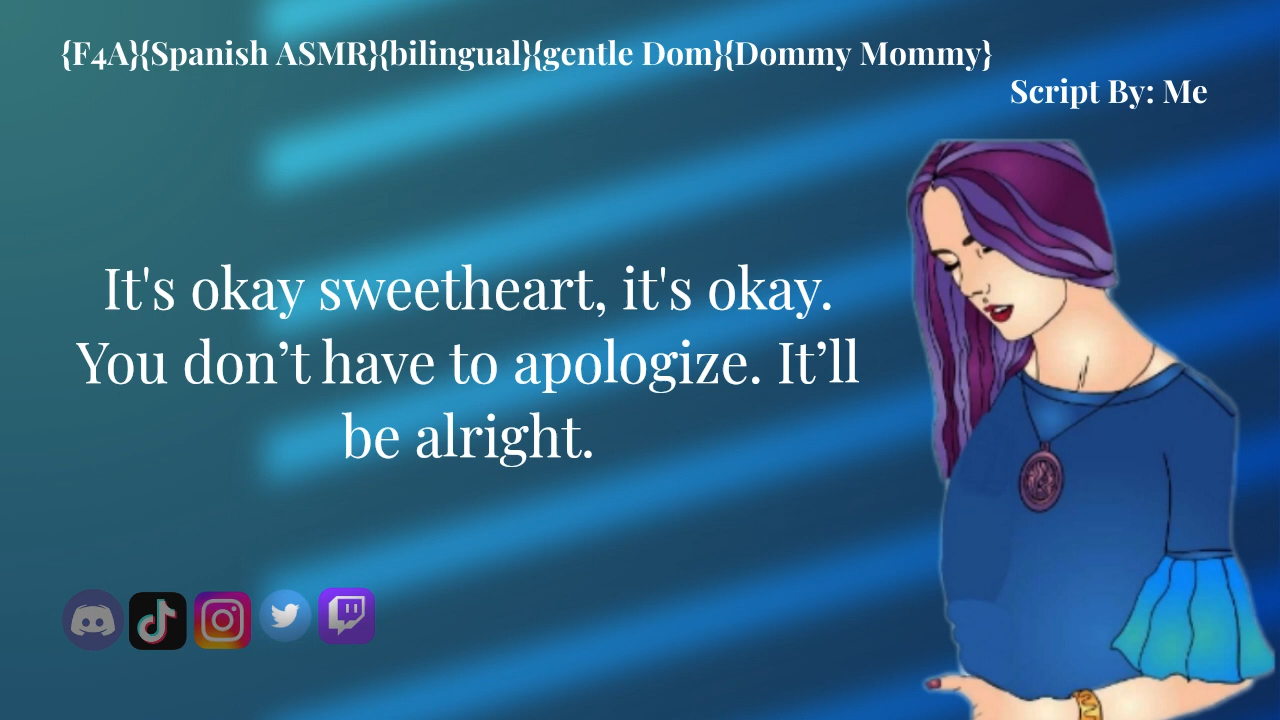 {F4A}{Spanish ASMR}{bilingual}{gentle Dom}{Dommy Mommy}
Script By: Me
It's okay sweetheart, it's okay.
You don’t have to apologize. It’ll
be alright.